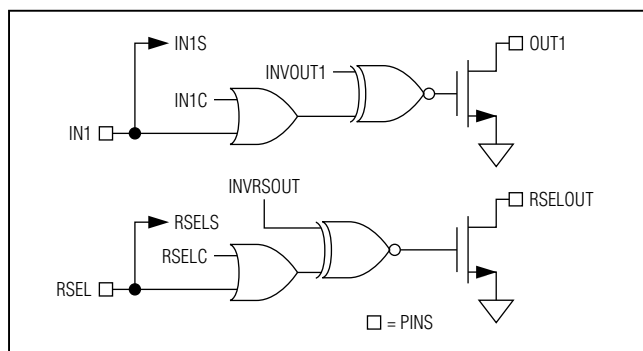 IN1S
OUT1
INVOUT1
IN1C
IN1
INVRSOUT
RSELOUT
RSELS
RSELC
RSEL
= PINS